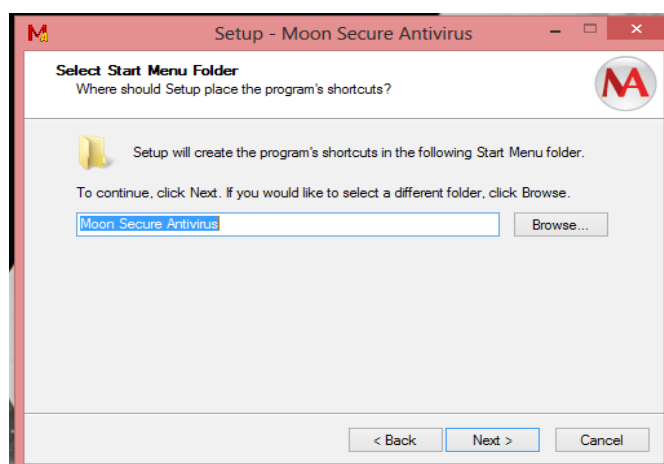 Setup - Moon Secure Antivirus
Select Start Menu Folder
Where should Setup place the program's shortcuts?
Setup will create the program's shortcuts in the following Start Menu folder.
To continue, click Next. If you would like to select a different folder, click Browse.
Moon Secure Antivirus
Browse...
< Back
Next >
Cancel